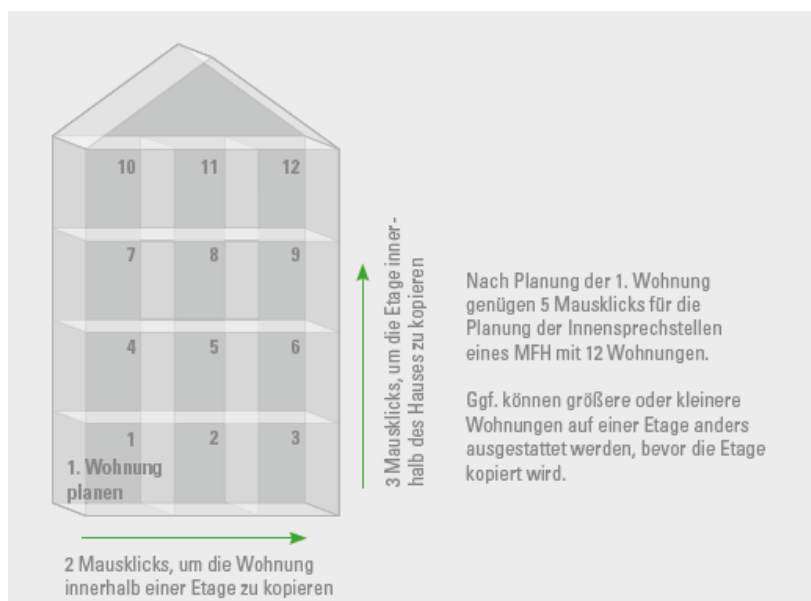 10 11 12
7 8 9
4 5 6
1 2 3
1. Wohnung
planen
2 Mausklicks, um die Wohnung
innerhalb einer Etage zu kopieren
3 Mausklicks, um die Etage inner-
halb des Hauses zu kopieren
Nach Planung der 1. Wohnung
genügen 5 Mausklicks für die
Planung der Innensprechstellen
eines MFH mit 12 Wohnungen.
Ggf. können größere oder kleinere
Wohnungen auf einer Etage anders
ausgestattet werden, bevor die Etage
kopiert wird.